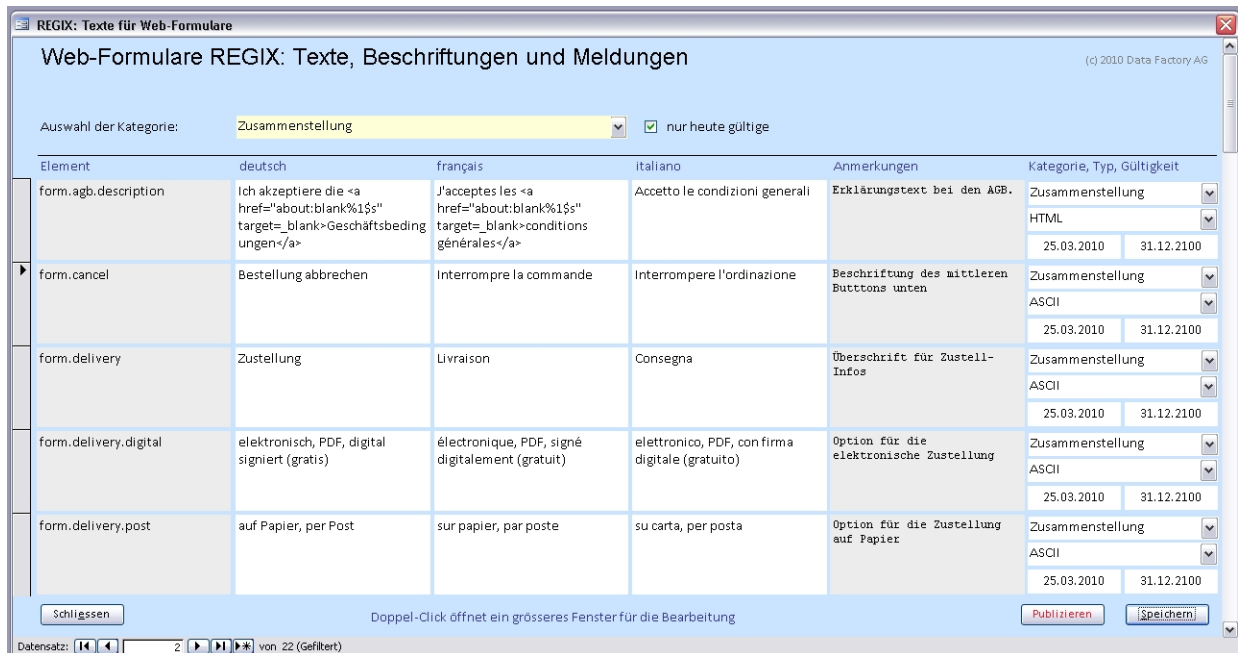 REGIX: Texte für Web-Formulare
Web-Formulare REGIX: Texte, Beschriftungen und Meldungen
(c) 2010 Data Factory AG
Auswahl der Kategorie:
Zusammenstellung
nur heute gültige
Element
deutsch
français
italiano
Anmerkungen
Kategorie, Typ, Gültigkeit
form.agb.description
Ich akzeptiere die <a
href="about:blank%1$s"
target=_blank>Geschäftsbeding
ungen</a>
J'acceptes les <a
href="about:blank%1$s"
target=_blank>conditions
générales</a>
Accetto le condizioni generali
Erklärungstext bei den AGB.
Zusammenstellung
HTML
25.03.2010
31.12.2100
form.cancel
Bestellung abbrechen
Interrompre la commande
Interrompere l'ordinazione
Beschriftung des mittleren
Butttons unten
Zusammenstellung
ASCII
25.03.2010
31.12.2100
form.delivery
Zustellung
Livraison
Consegna
Überschrift für Zustell-
Infos
Zusammenstellung
ASCII
25.03.2010
31.12.2100
form.delivery.digital
elektronisch, PDF, digital
signiert (gratis)
électronique, PDF, signé
digitalement (gratuit)
elettronico, PDF, con firma
digitale (gratuito)
Option für die
elektronische Zustellung
Zusammenstellung
ASCII
25.03.2010
31.12.2100
form.delivery.post
auf Papier, per Post
sur papier, par poste
su carta, per posta
Option für die Zustellung
auf Papier
Zusammenstellung
ASCII
25.03.2010
31.12.2100
Schliessen
Doppel-Click öffnet ein grösseres Fenster für die Bearbeitung
Publizieren
Speichern
Datensatz: 2 von 22 (Gefiltert)